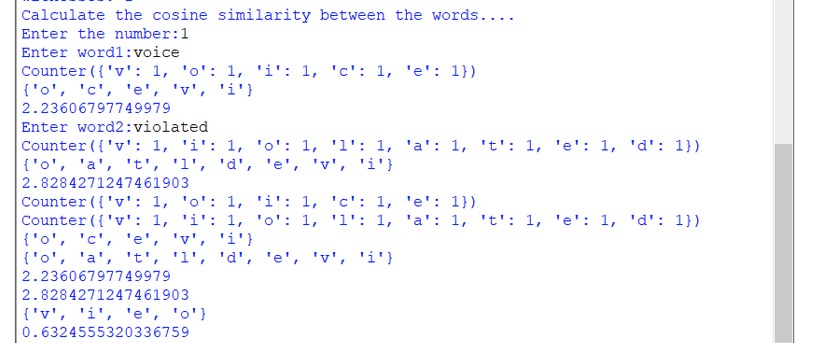 Calculate the cosine similarity between the words....
Enter the number:1
Enter word1:voice
Counter({'v': 1, 'o': 1, 'i': 1, 'c': 1, 'e': 1})
{'o', 'c', 'e', 'v', 'i'}
2.23606797749979
Enter word2:violated
Counter({'v': 1, 'i': 1, 'o': 1, 'l': 1, 'a': 1, 't': 1, 'e': 1, 'd': 1})
{'o', 'a', 't', 'l', 'd', 'e', 'v', 'i'}
2.8284271247461903
Counter({'v': 1, 'o': 1, 'i': 1, 'c': 1, 'e': 1})
Counter({'v': 1, 'i': 1, 'o': 1, 'l': 1, 'a': 1, 't': 1, 'e': 1, 'd': 1})
{'o', 'c', 'e', 'v', 'i'}
{'o', 'a', 't', 'l', 'd', 'e', 'v', 'i'}
2.23606797749979
2.8284271247461903
{'v', 'i', 'e', 'o'}
0.6324555320336759